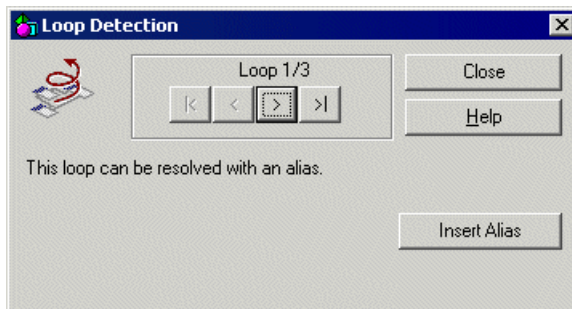 Loop Detection
Loop 1/3
|< < > >|
Close
Help
This loop can be resolved with an alias.
Insert Alias